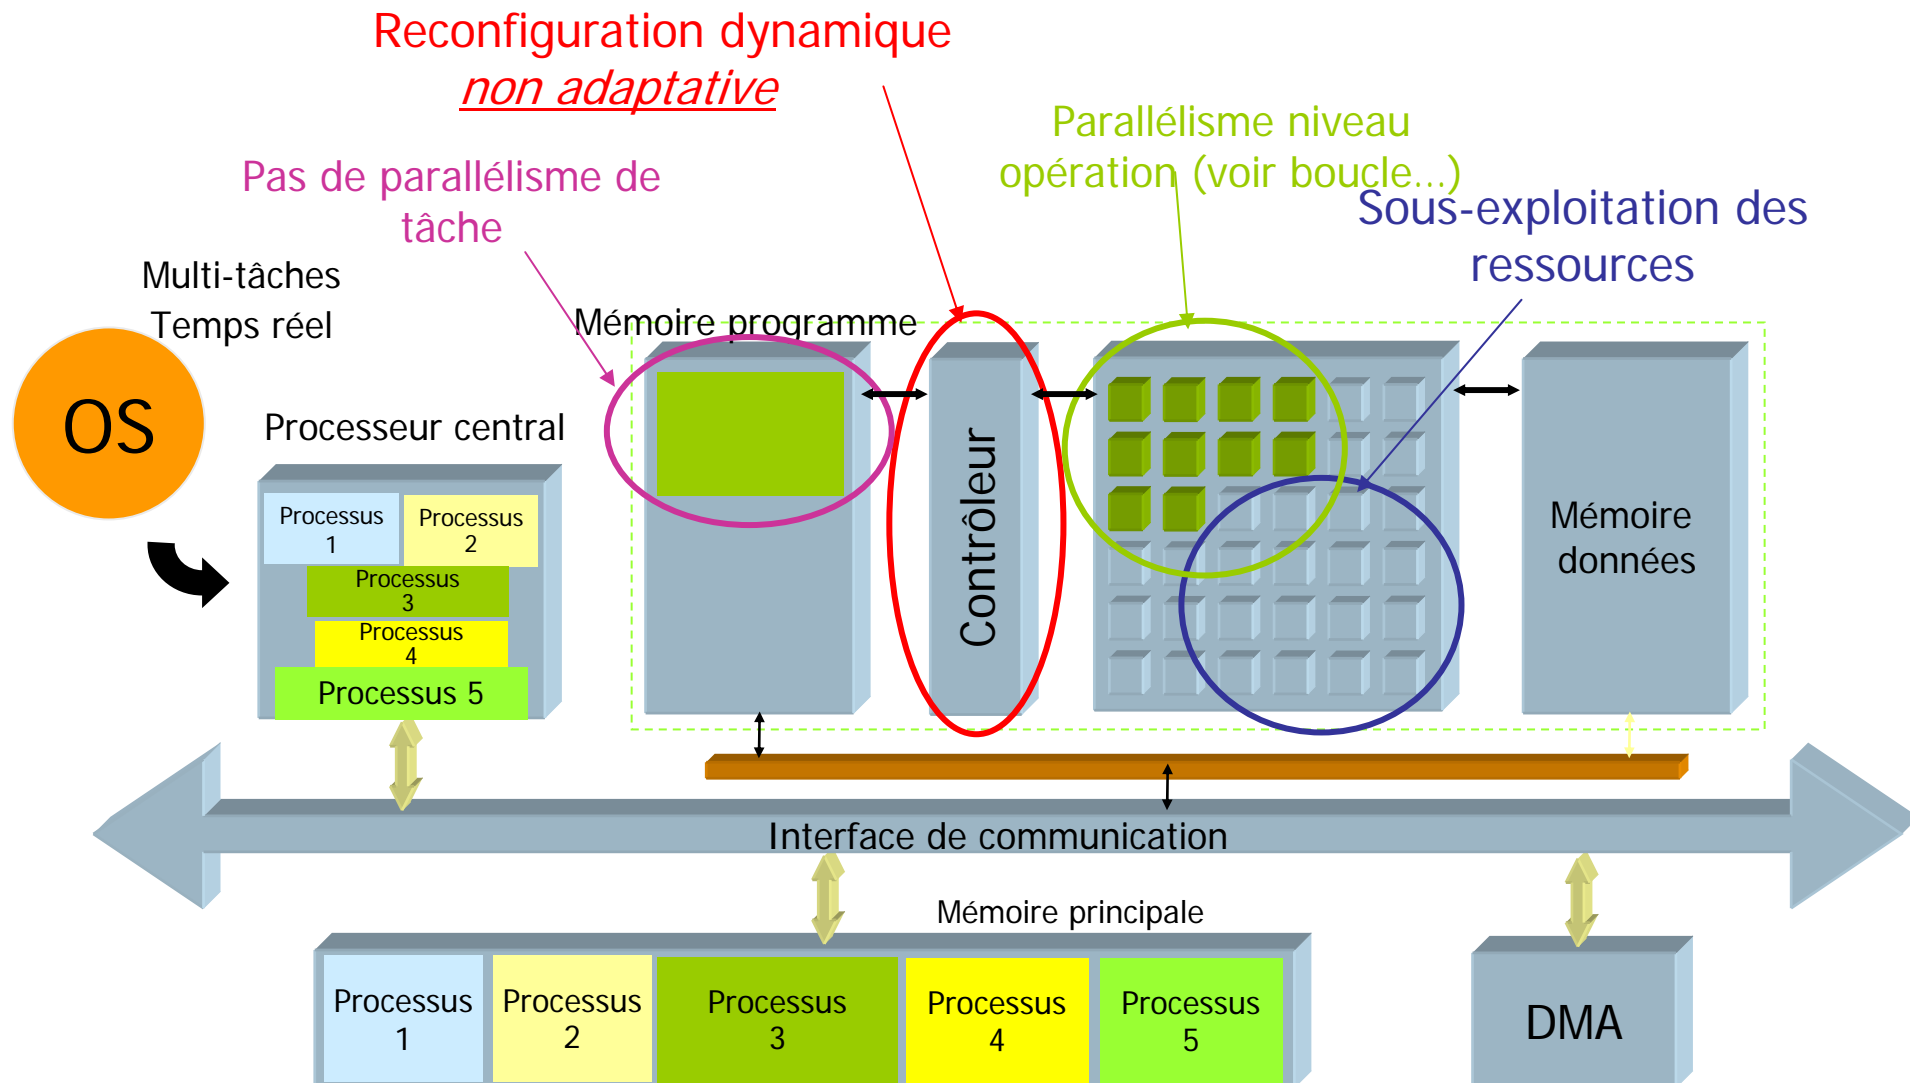 Reconfiguration dynamique
non adaptative
Parallélisme niveau
opération (voir boucle...)
Pas de parallélisme de
tâche
Sous-exploitation des
ressources
Multi-tâches
Temps réel
OS
Mémoire programme
Processeur central
Processus
1
Processus
2
Processus
3
Processus
4
Processus 5
Contrôleur
Mémoire
données
Interface de communication
Mémoire principale
Processus
1
Processus
2
Processus
3
Processus
4
Processus
5
DMA